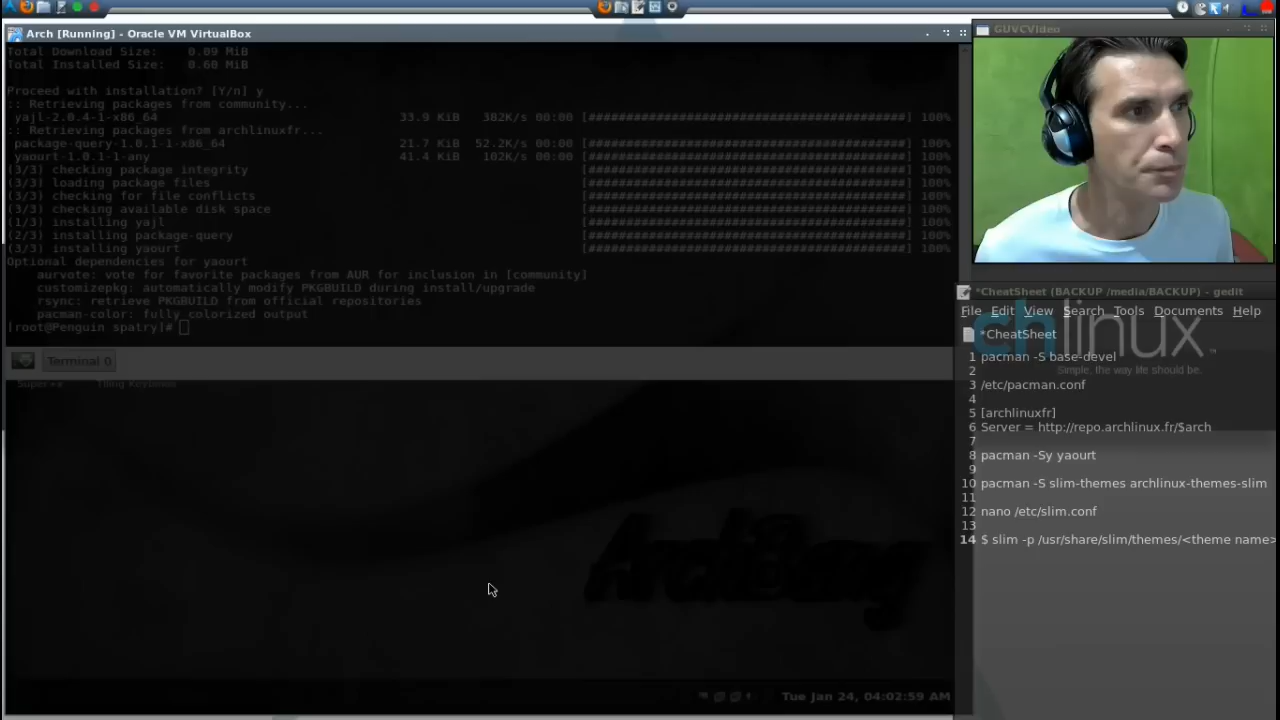 Arch [Running] - Oracle VM VirtualBox
Total Download Size: 0.09 MiB
Total Installed Size: 0.60 MiB
Proceed with installation? [Y/n] y
:: Retrieving packages from community...
yajl-2.0.4-1-x86_64 33.9 KiB 382K/s 00:00 [###########################################] 100%
:: Retrieving packages from archlinuxfr...
package-query-1.0.1-1-x86_64 21.7 KiB 52.2K/s 00:00 [###########################################] 100%
yaourt-1.0.1-1-any 41.4 KiB 102K/s 00:00 [###########################################] 100%
(3/3) checking package integrity [###########################################] 100%
(3/3) loading package files [###########################################] 100%
(3/3) checking for file conflicts [###########################################] 100%
(3/3) checking available disk space [###########################################] 100%
(1/3) installing yajl [###########################################] 100%
(2/3) installing package-query [###########################################] 100%
(3/3) installing yaourt [###########################################] 100%
Optional dependencies for yaourt
aurvote: vote for favorite packages from AUR for inclusion in [community]
customizepkg: automatically modify PKGBUILD during install/upgrade
rsync: retrieve PKGBUILD from official repositories
pacman-color: fully colorized output
[root@Penguin spatry]#
Terminal 0
Tiling Keyboard
ArchBang
Tue Jan 24, 04:02:59 AM
GUVCVideo
*CheatSheet (BACKUP /media/BACKUP) - gedit
File Edit View Search Tools Documents Help
*CheatSheet
chlinux
Simple. the way life should be.
1 pacman -S base-devel
2
3 /etc/pacman.conf
4
5 [archlinuxfr]
6 Server = http://repo.archlinux.fr/$arch
7
8 pacman -Sy yaourt
9
10 pacman -S slim-themes archlinux-themes-slim
11
12 nano /etc/slim.conf
13
14 $ slim -p /usr/share/slim/themes/<theme name>